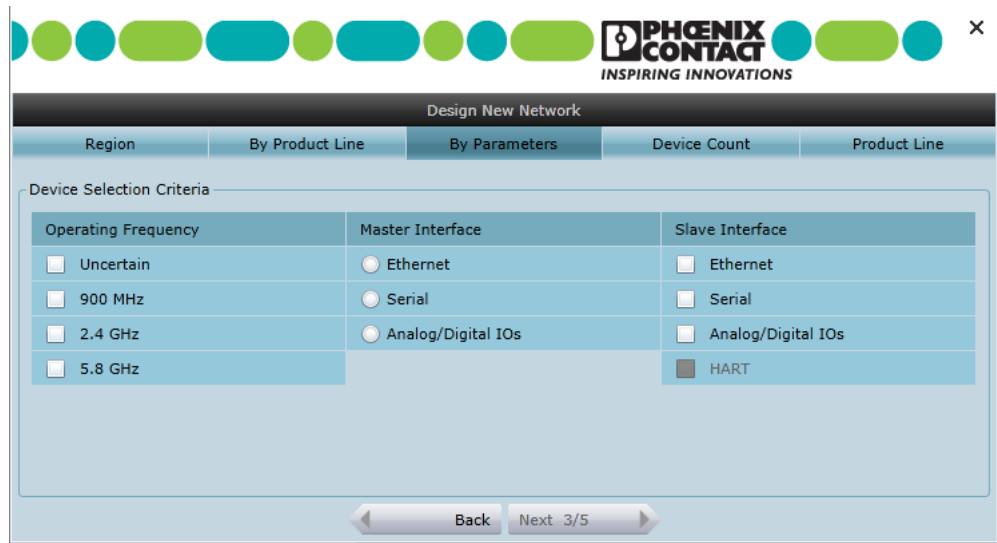 PHŒNIX
CONTACT
INSPIRING INNOVATIONS
Design New Network
Region By Product Line By Parameters Device Count Product Line
Device Selection Criteria
Operating Frequency Master Interface Slave Interface
Uncertain Ethernet Ethernet
900 MHz Serial Serial
2.4 GHz Analog/Digital IOs Analog/Digital IOs
5.8 GHz HART
Back Next 3/5